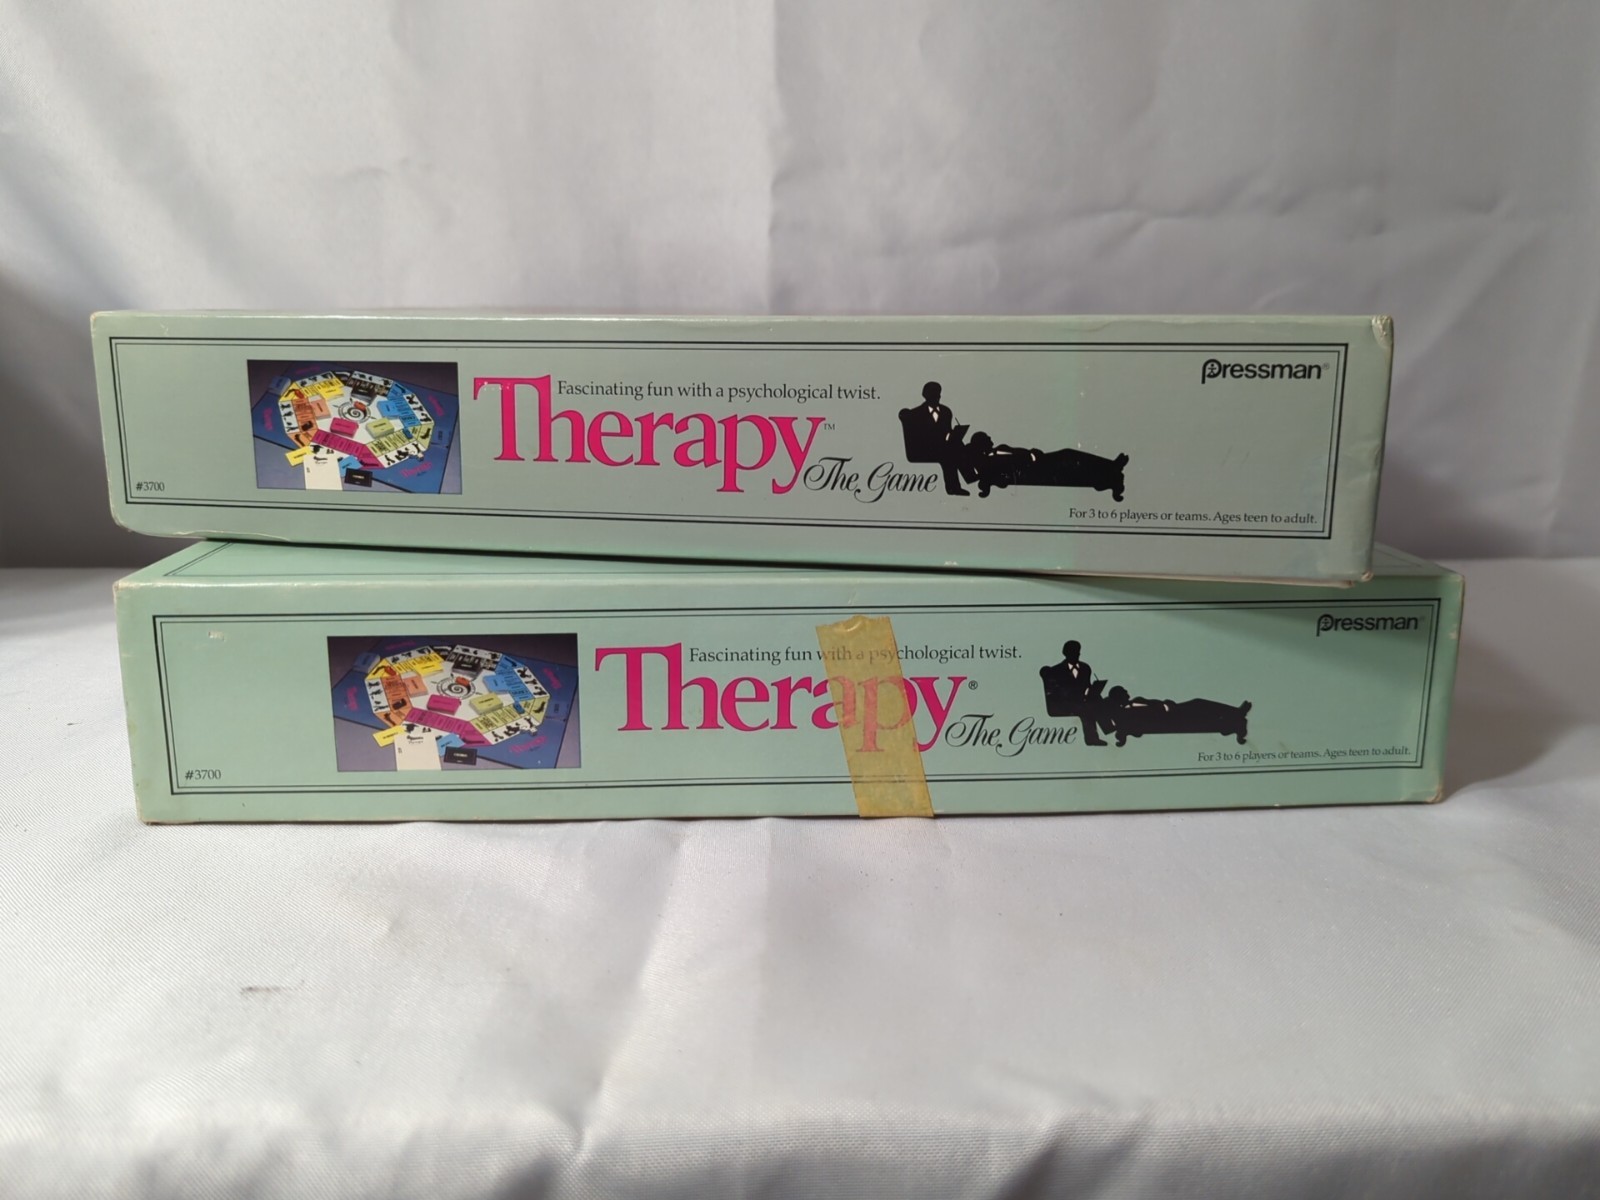 Pressman®
Fascinating fun with a psychological twist.
Therapy™
The Game
#3700
For 3 to 6 players or teams. Ages teen to adult.
Pressman®
Fascinating fun with a psychological twist.
Therapy®
The Game
#3700
For 3 to 6 players or teams. Ages teen to adult.